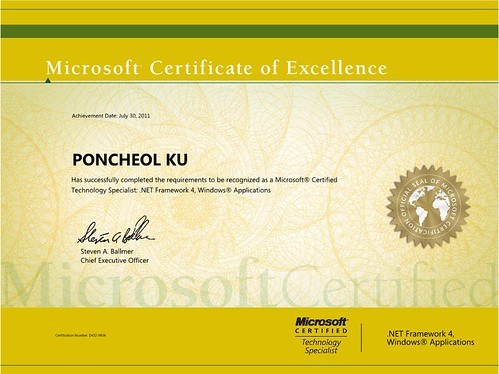 Microsoft Certificate of Excellence
Achievement Date: July 30, 2011
PONCHEOL KU
Has successfully completed the requirements to be recognized as a Microsoft® Certified
Technology Specialist: .NET Framework 4, Windows® Applications
OFFICIAL SEAL OF MICROSOFT CERTIFICATION
Steven A. Ballmer
Steven A. Ballmer
Chief Executive Officer
MicrosoftCertified
Certification Number:
Microsoft
CERTIFIED
Technology
Specialist
.NET Framework 4,
Windows® Applications